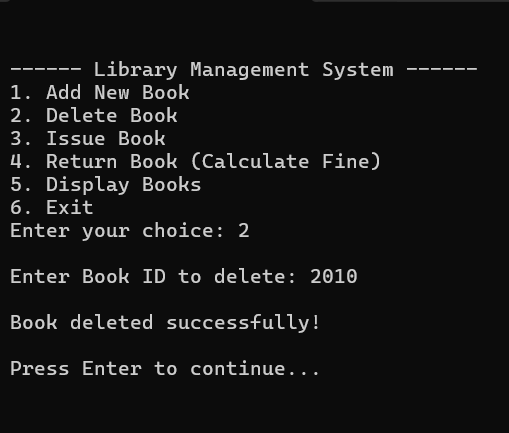 ------ Library Management System ------
1. Add New Book
2. Delete Book
3. Issue Book
4. Return Book (Calculate Fine)
5. Display Books
6. Exit
Enter your choice: 2
Enter Book ID to delete: 2010
Book deleted successfully!
Press Enter to continue...